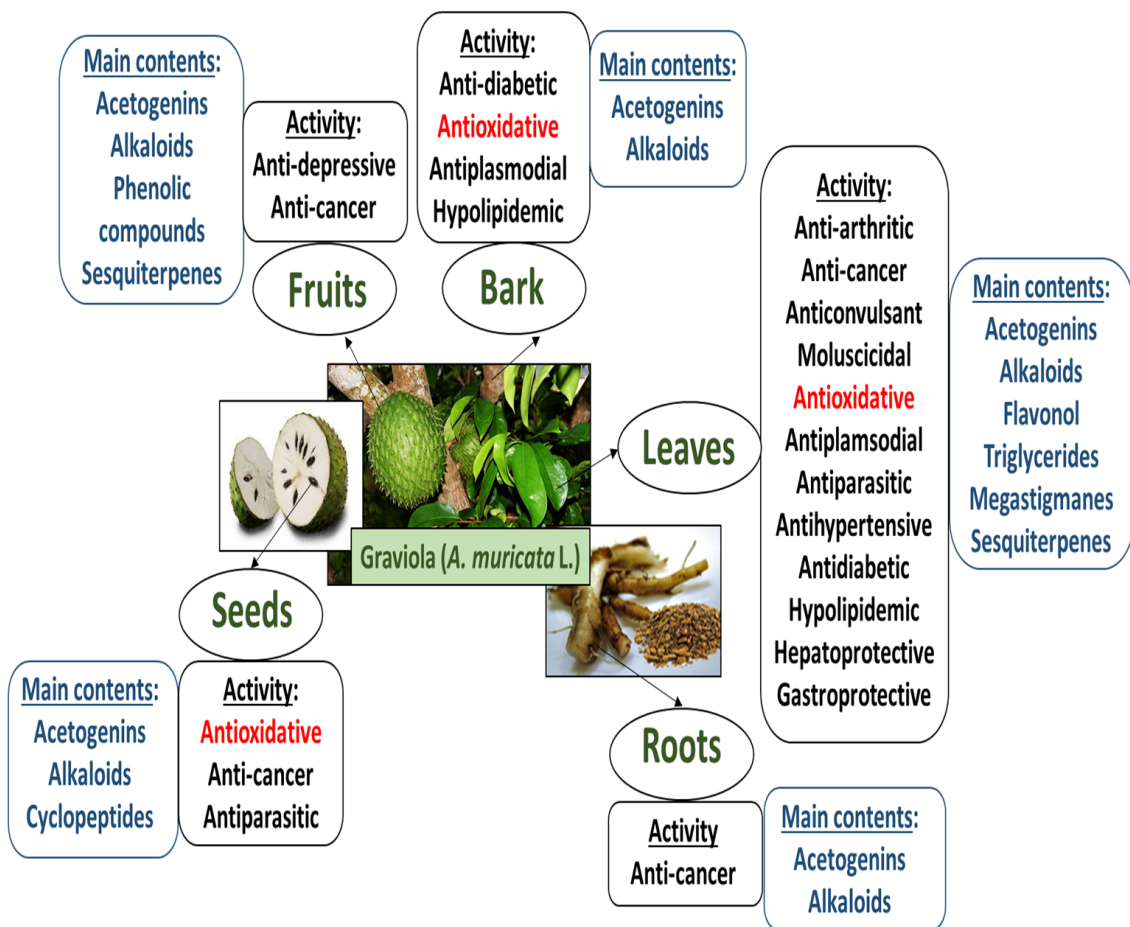 Main contents:
Acetogenins
Alkaloids
Phenolic
compounds
Sesquiterpenes
Activity:
Anti-depressive
Anti-cancer
Fruits
Activity:
Anti-diabetic
Antioxidative
Antiplasmodial
Hypolipidemic
Bark
Main contents:
Acetogenins
Alkaloids
Activity:
Anti-arthritic
Anti-cancer
Anticonvulsant
Moluscicidal
Antioxidative
Antiplamsodial
Antiparasitic
Antihypertensive
Antidiabetic
Hypolipidemic
Hepatoprotective
Gastroprotective
Leaves
Main contents:
Acetogenins
Alkaloids
Flavonol
Triglycerides
Megastigmanes
Sesquiterpenes
Graviola (A. muricata L.)
Seeds
Main contents:
Acetogenins
Alkaloids
Cyclopeptides
Activity:
Antioxidative
Anti-cancer
Antiparasitic
Roots
Activity
Anti-cancer
Main contents:
Acetogenins
Alkaloids